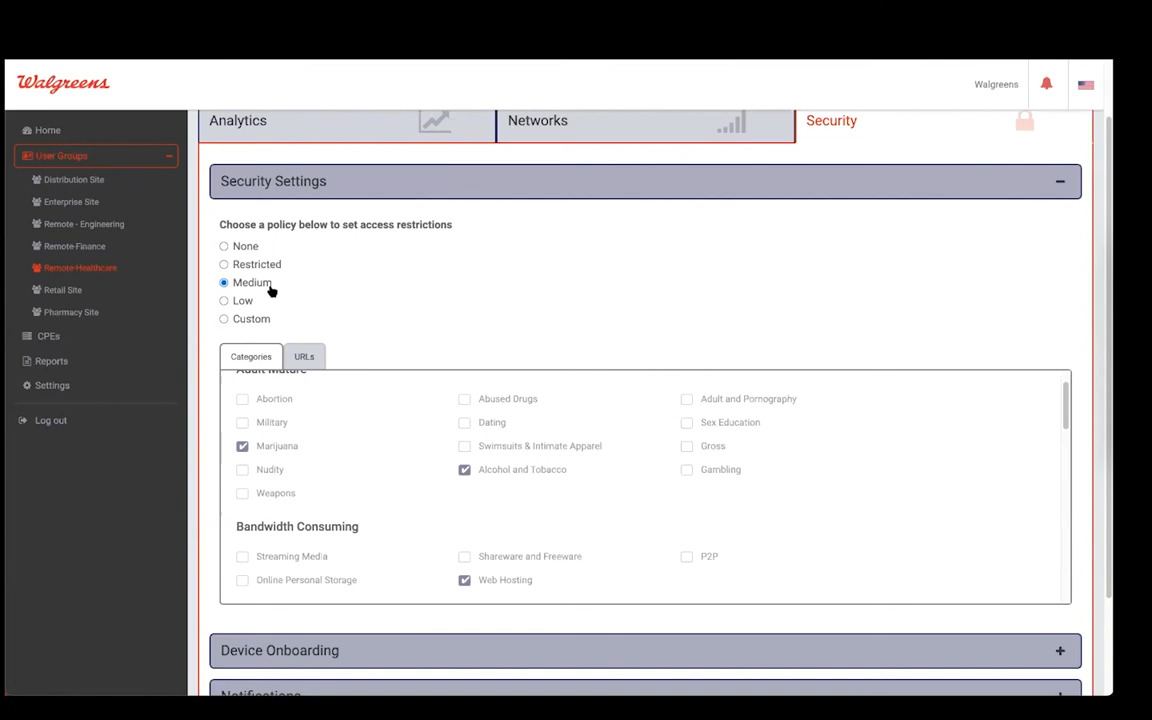 Walgreens
Walgreens
Home
User Groups
Distribution Site
Enterprise Site
Remote - Engineering
Remote-Finance
Remote-Healthcare
Retail Site
Pharmacy Site
CPEs
Reports
Settings
Log out
Analytics
Networks
Security
Security Settings
Choose a policy below to set access restrictions
None
Restricted
Medium
Low
Custom
Categories URLs
Adult Mature
Abortion Abused Drugs Adult and Pornography
Military Dating Sex Education
Marijuana Swimsuits & Intimate Apparel Gross
Nudity Alcohol and Tobacco Gambling
Weapons
Bandwidth Consuming
Streaming Media Shareware and Freeware P2P
Online Personal Storage Web Hosting
Device Onboarding
Notifications